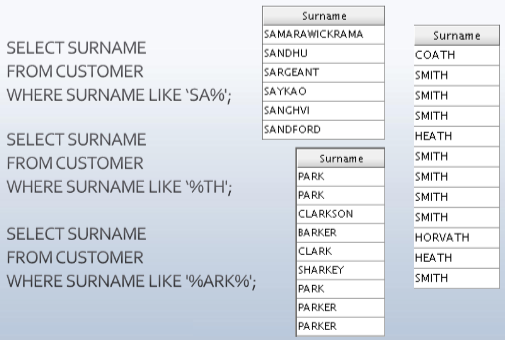 SELECT SURNAME
FROM CUSTOMER
WHERE SURNAME LIKE ‘SA%';
SELECT SURNAME
FROM CUSTOMER
WHERE SURNAME LIKE ‘%TH';
SELECT SURNAME
FROM CUSTOMER
WHERE SURNAME LIKE '%ARK%';
Surname
SAMARAWICKRAMA
SANDHU
SARGEANT
SAYKAO
SANGHVI
SANDFORD
Surname
PARK
PARK
CLARKSON
BARKER
CLARK
SHARKEY
PARK
PARKER
PARKER
Surname
COATH
SMITH
SMITH
SMITH
HEATH
SMITH
SMITH
SMITH
SMITH
HORVATH
HEATH
SMITH